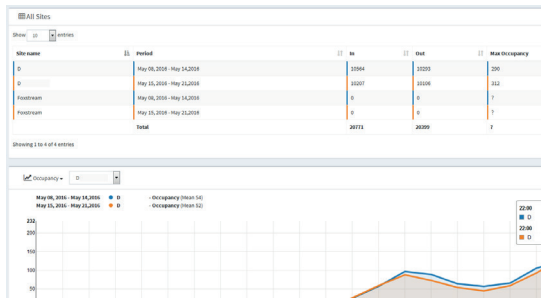 All Sites
Show 10 entries
Site name Period In Out Max Occupancy
D May 08, 2016 - May 14,2016 10564 10293 290
D May 15, 2016 - May 21,2016 10207 10106 312
Foxstream May 08, 2016 - May 14,2016 0 0 ?
Foxstream May 15, 2016 - May 21,2016 0 0 ?
Total 20771 20399 ?
Showing 1 to 4 of 4 entries
Occupancy D
May 08, 2016 - May 14,2016 D - Occupancy (Mean 54)
May 15, 2016 - May 21,2016 D - Occupancy (Mean 52)
22:00
D
22:00
D
232
200
150
100
50